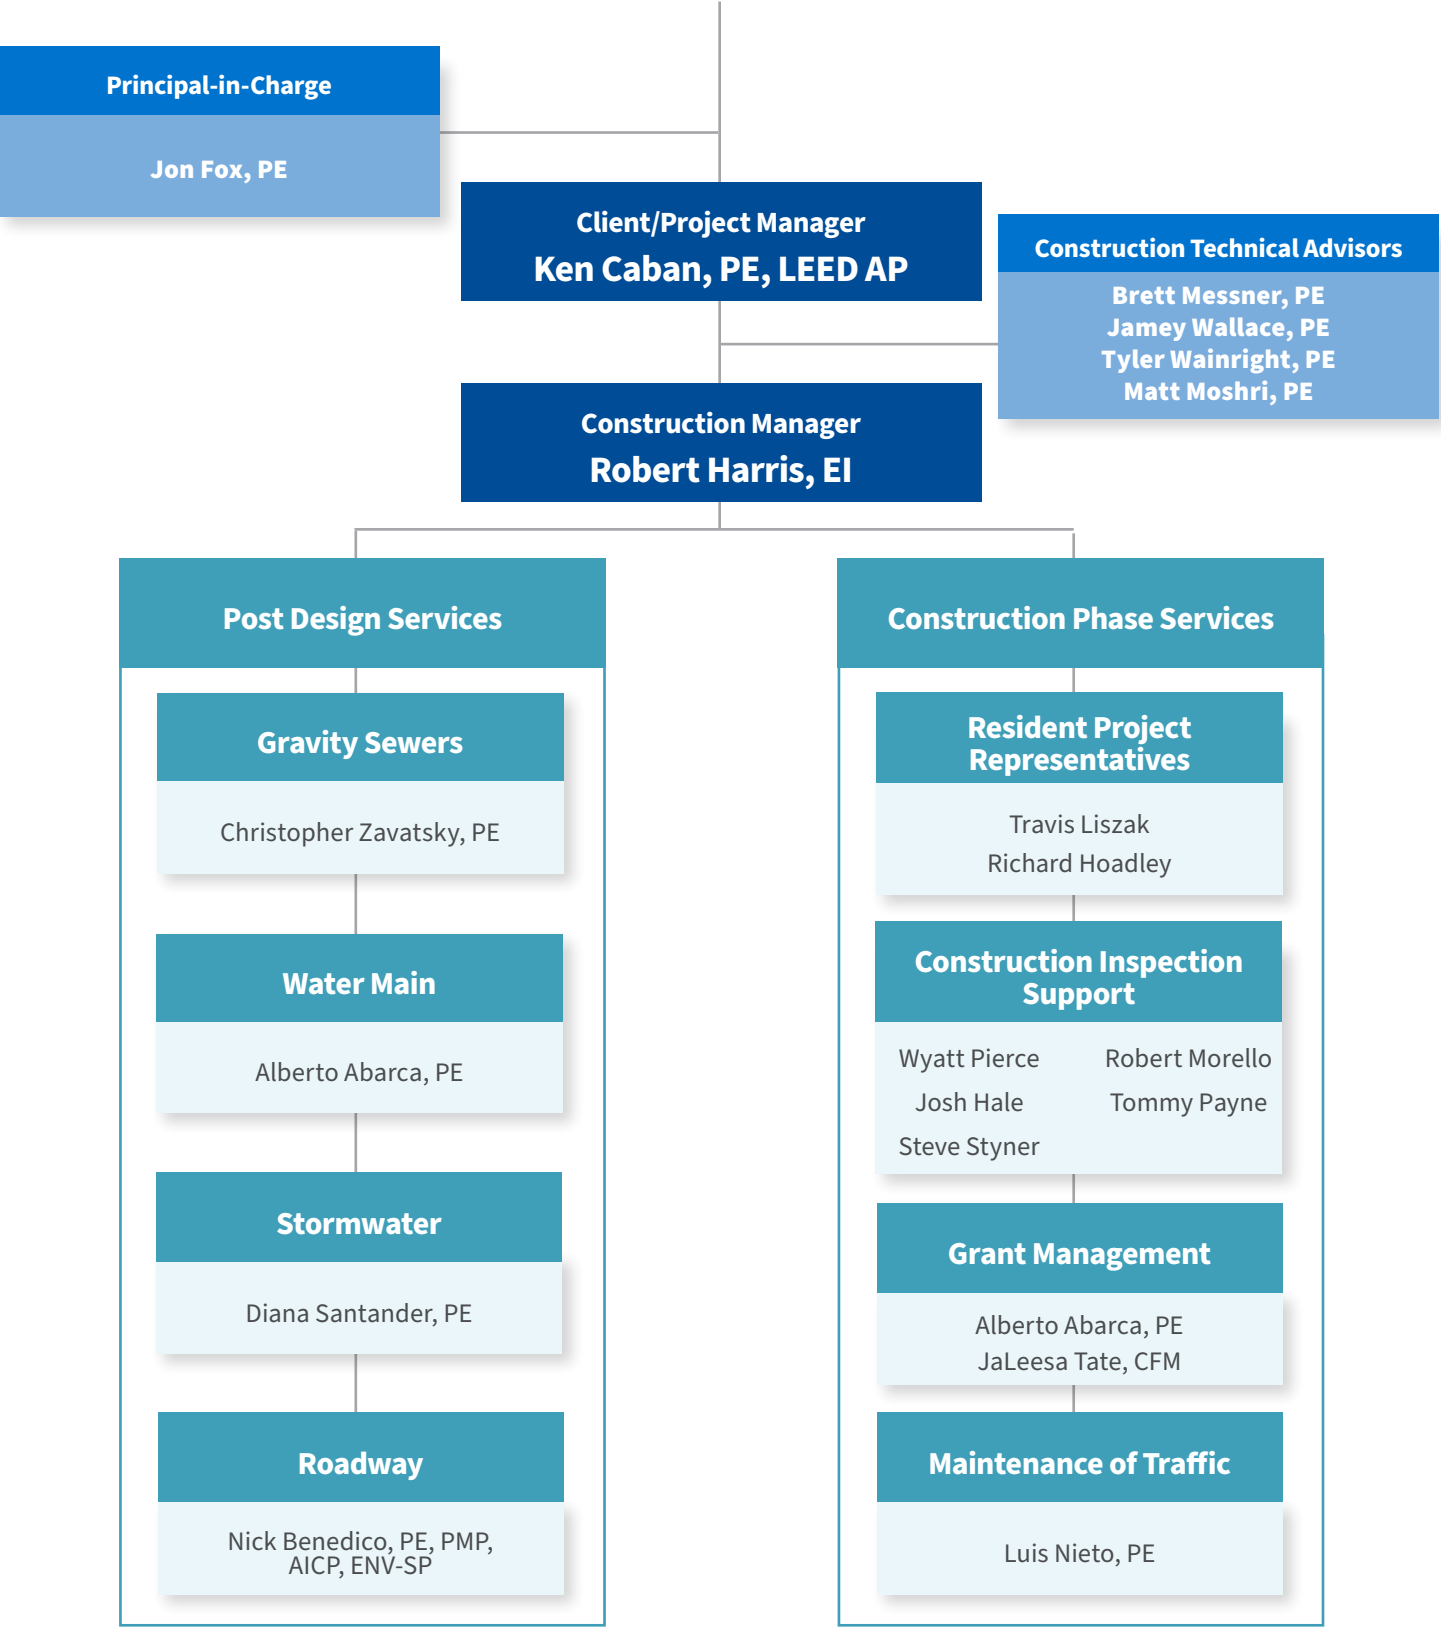 Principal-in-Charge
Jon Fox, PE
Client/Project Manager
Ken Caban, PE, LEED AP
Construction Technical Advisors
Brett Messner, PE
Jamey Wallace, PE
Tyler Wainright, PE
Matt Moshri, PE
Construction Manager
Robert Harris, EI
Post Design Services
Gravity Sewers
Christopher Zavatsky, PE
Water Main
Alberto Abarca, PE
Stormwater
Diana Santander, PE
Roadway
Nick Benedico, PE, PMP,
AICP, ENV-SP
Construction Phase Services
Resident Project
Representatives
Travis Liszak
Richard Hoadley
Construction Inspection
Support
Wyatt Pierce
Josh Hale
Steve Styner
Robert Morello
Tommy Payne
Grant Management
Alberto Abarca, PE
JaLeesa Tate, CFM
Maintenance of Traffic
Luis Nieto, PE